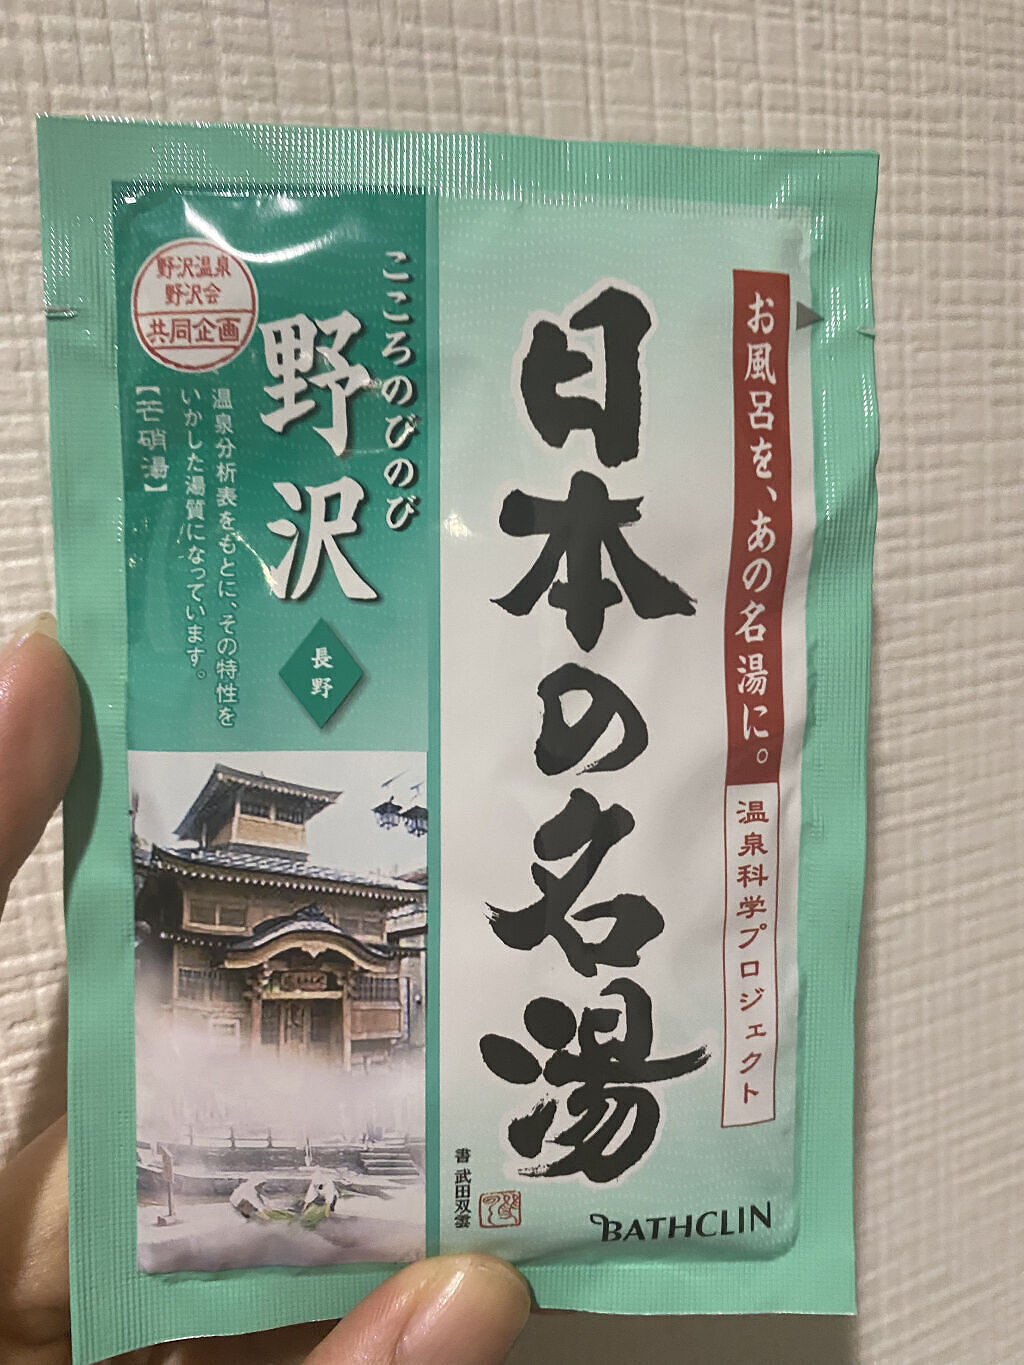 お風呂を、あの名湯に。
温泉科学プロジェクト
日本の名湯
書 武田双雲
BATHCLIN
こころのびのび
野沢
長野
野沢温泉
野沢会
共同企画
温泉分析表をもとに、その特性を
いかした湯質になっています。
【芒硝湯】